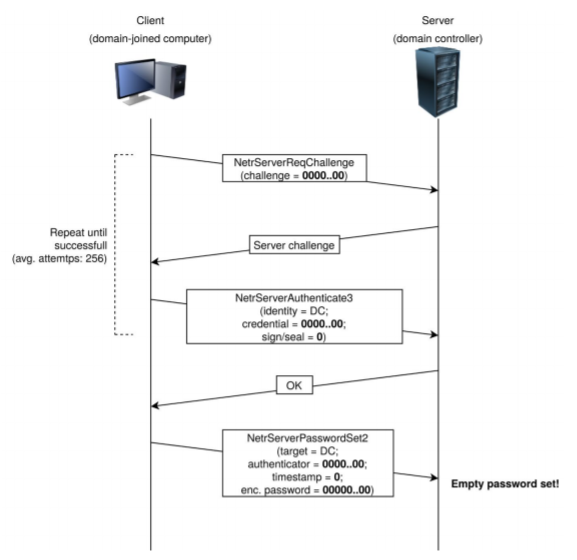 Client
(domain-joined computer)
Server
(domain controller)
NetrServerReqChallenge
(challenge = 0000..00)
Repeat until
successfull
(avg. attemtps: 256)
Server challenge
NetrServerAuthenticate3
(identity = DC;
credential = 0000..00;
sign/seal = 0)
OK
NetrServerPasswordSet2
(target = DC;
authenticator = 0000..00;
timestamp = 0;
enc. password = 00000..00)
Empty password set!